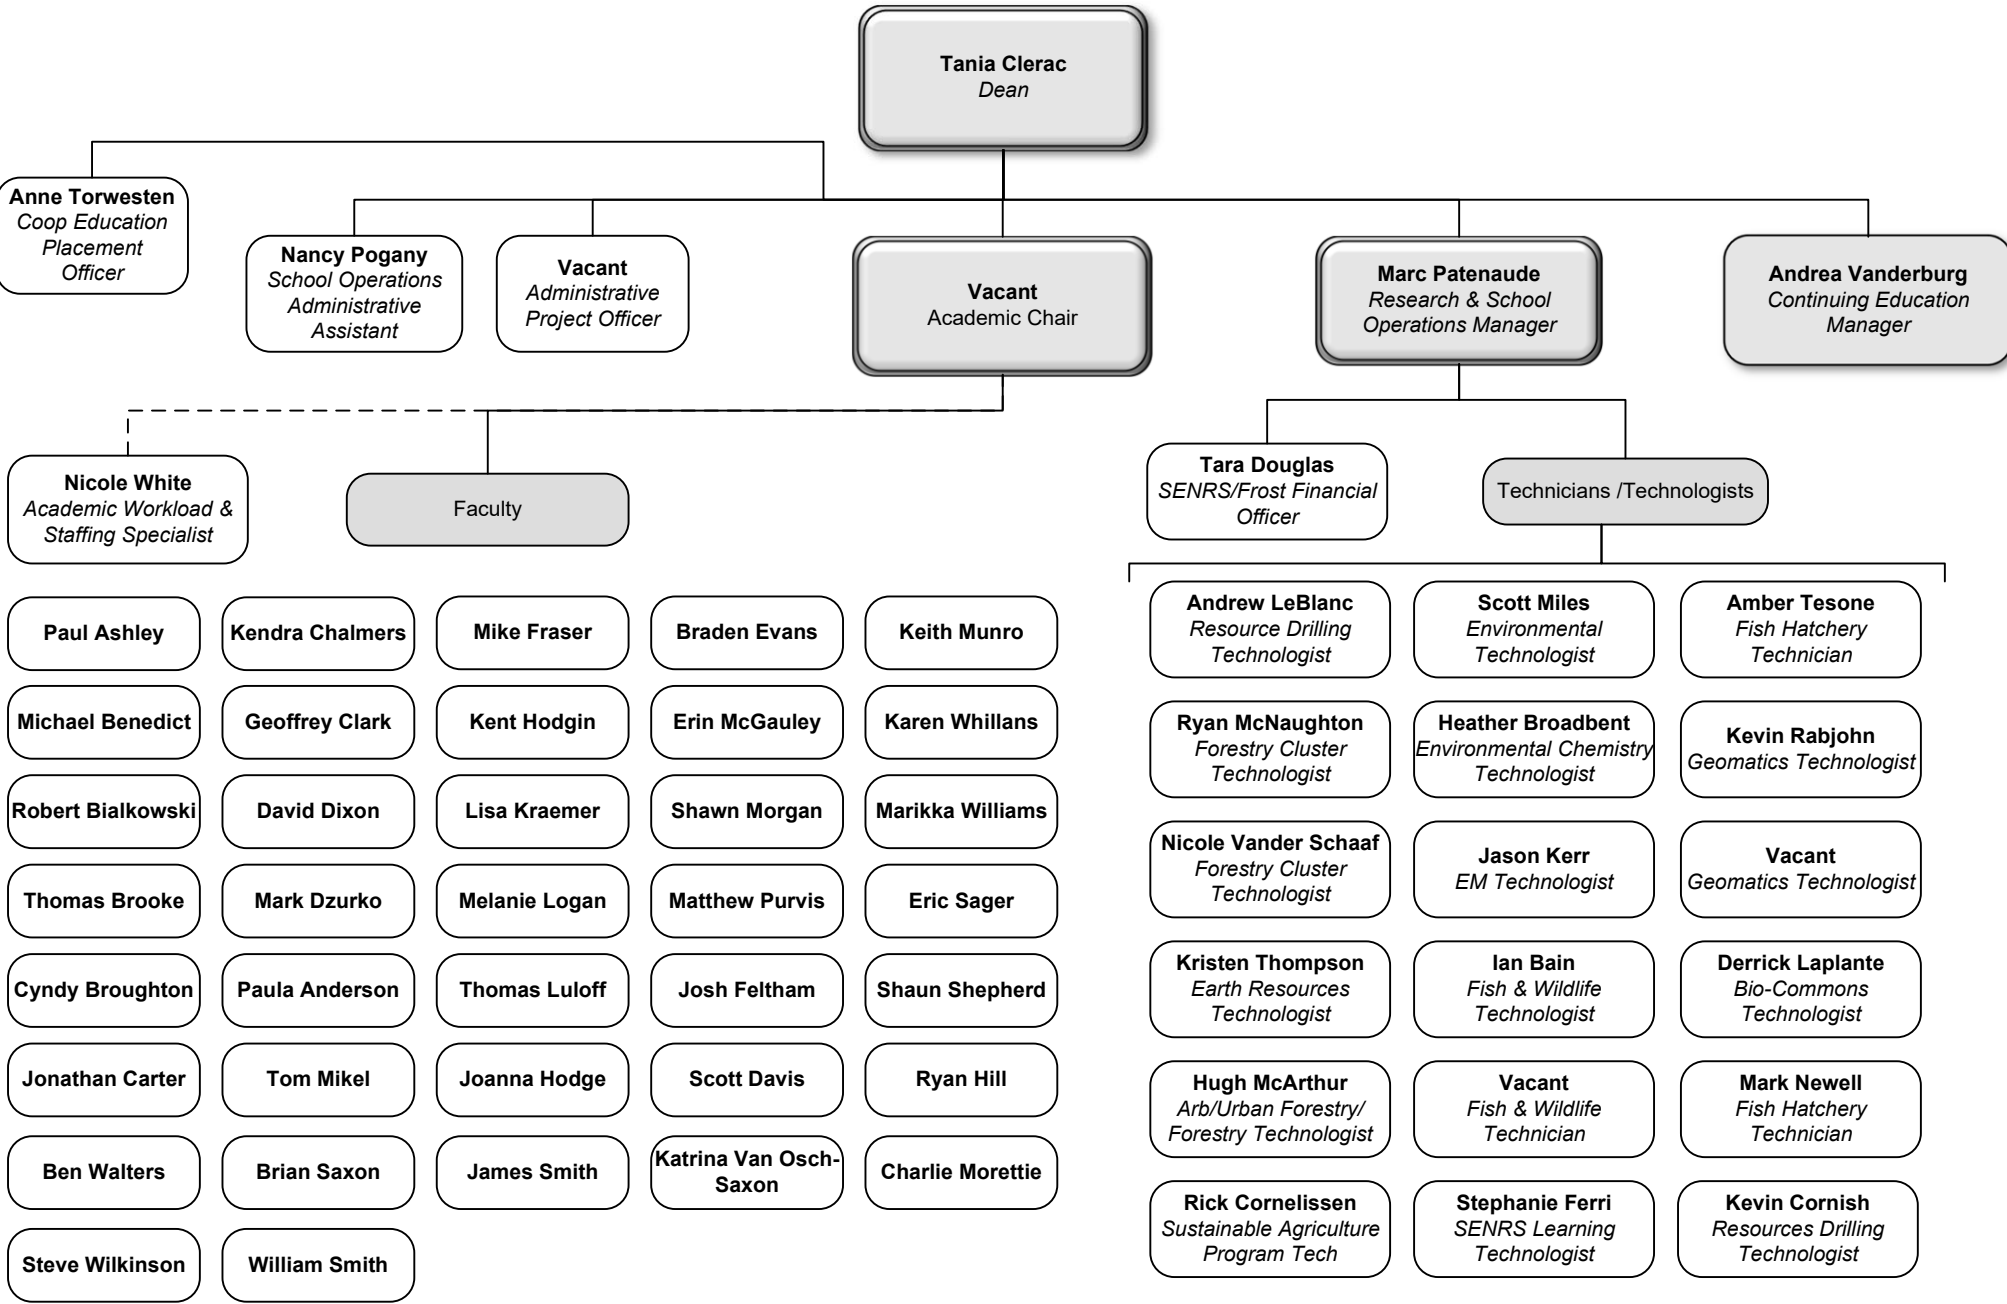 Tania Clerac
Dean
Anne Torwesten
Coop Education
Placement
Officer
Nancy Pogany
School Operations
Administrative
Assistant
Vacant
Administrative
Project Officer
Vacant
Academic Chair
Marc Patenaude
Research & School
Operations Manager
Andrea Vanderburg
Continuing Education
Manager
Nicole White
Academic Workload &
Staffing Specialist
Faculty
Tara Douglas
SENRS/Frost Financial
Officer
Technicians /Technologists
Paul Ashley
Kendra Chalmers
Mike Fraser
Braden Evans
Keith Munro
Michael Benedict
Geoffrey Clark
Kent Hodgin
Erin McGauley
Karen Whillans
Robert Bialkowski
David Dixon
Lisa Kraemer
Shawn Morgan
Marikka Williams
Thomas Brooke
Mark Dzurko
Melanie Logan
Matthew Purvis
Eric Sager
Cyndy Broughton
Paula Anderson
Thomas Luloff
Josh Feltham
Shaun Shepherd
Jonathan Carter
Tom Mikel
Joanna Hodge
Scott Davis
Ryan Hill
Ben Walters
Brian Saxon
James Smith
Katrina Van Osch-
Saxon
Charlie Morettie
Steve Wilkinson
William Smith
Andrew LeBlanc
Resource Drilling
Technologist
Scott Miles
Environmental
Technologist
Amber Tesone
Fish Hatchery
Technician
Ryan McNaughton
Forestry Cluster
Technologist
Heather Broadbent
Environmental Chemistry
Technologist
Kevin Rabjohn
Geomatics Technologist
Nicole Vander Schaaf
Forestry Cluster
Technologist
Jason Kerr
EM Technologist
Vacant
Geomatics Technologist
Kristen Thompson
Earth Resources
Technologist
Ian Bain
Fish & Wildlife
Technologist
Derrick Laplante
Bio-Commons
Technologist
Hugh McArthur
Arb/Urban Forestry/
Forestry Technologist
Vacant
Fish & Wildlife
Technician
Mark Newell
Fish Hatchery
Technician
Rick Cornelissen
Sustainable Agriculture
Program Tech
Stephanie Ferri
SENRS Learning
Technologist
Kevin Cornish
Resources Drilling
Technologist